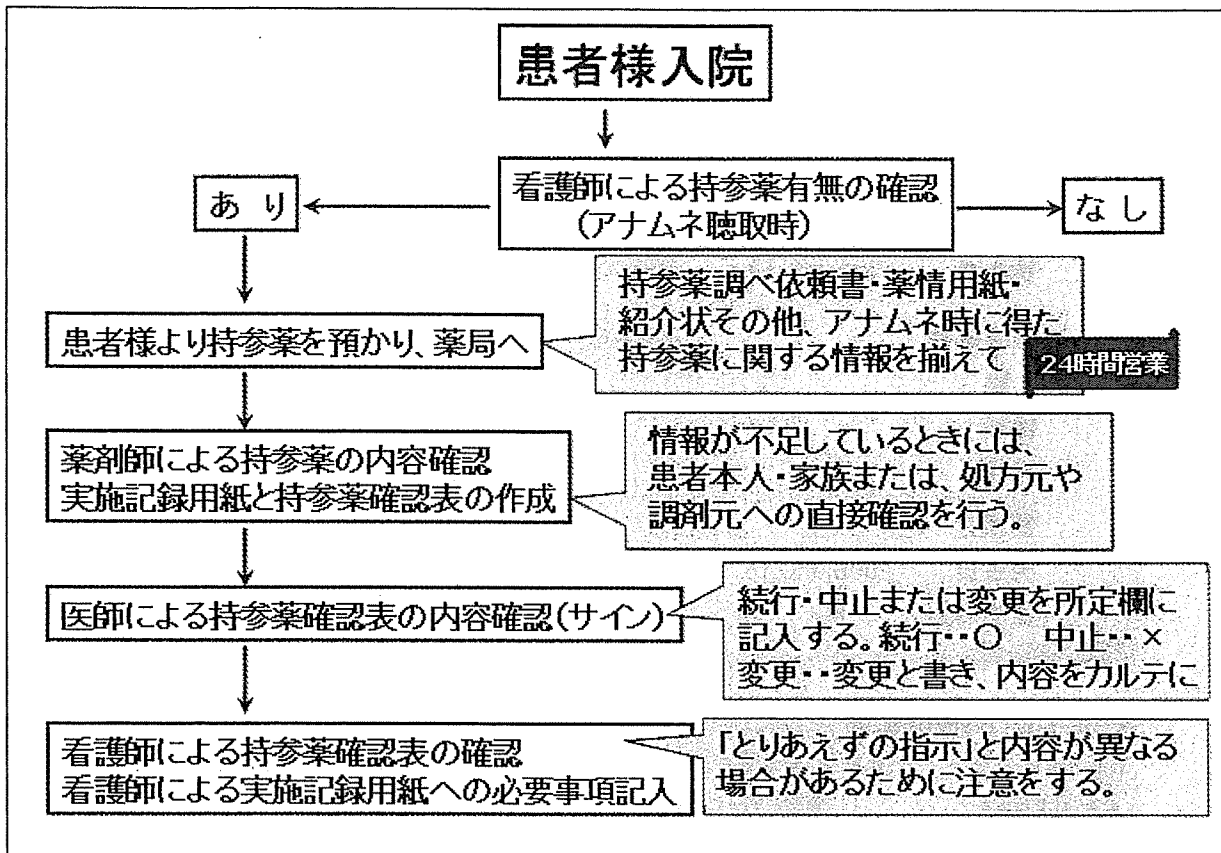 患者様入院
看護師による持参薬有無の確認
(アナムネ聴取時)
あり
なし
患者様より持参薬を預かり、薬局へ
持参薬調べ依頼書・薬情用紙・
紹介状その他、アナムネ時に得た
持参薬に関する情報を揃えて
24時間営業
薬剤師による持参薬の内容確認
実施記録用紙と持参薬確認表の作成
情報が不足しているときには、
患者本人・家族または、処方元や
調剤元への直接確認を行う。
医師による持参薬確認表の内容確認(サイン)
続行・中止または変更を所定欄に
記入する。続行・・〇 中止・・×
変更・・変更と書き、内容をカルテに
看護師による持参薬確認表の確認
看護師による実施記録用紙への必要事項記入
「とりあえずの指示」と内容が異なる
場合があるために注意をする。